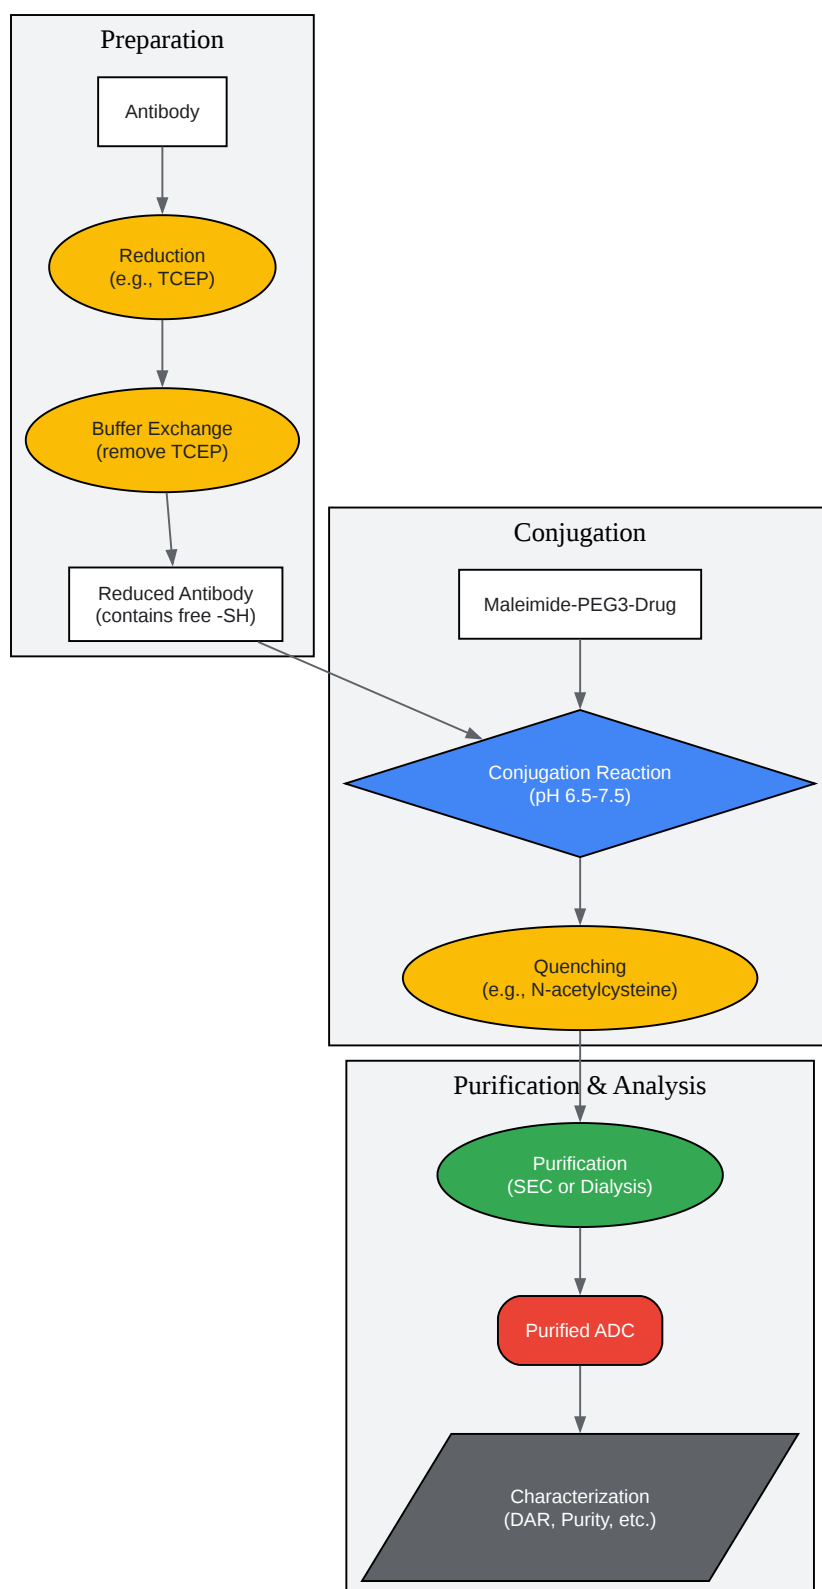 Preparation
Antibody
Reduction
(e.g., TCEP)
Buffer Exchange
(remove TCEP)
Reduced Antibody
(contains free -SH)
Conjugation
Maleimide-PEG3-Drug
Conjugation Reaction
(pH 6.5-7.5)
Quenching
(e.g., N-acetylcysteine)
Purification & Analysis
Purification
(SEC or Dialysis)
Purified ADC
Characterization
(DAR, Purity, etc.)